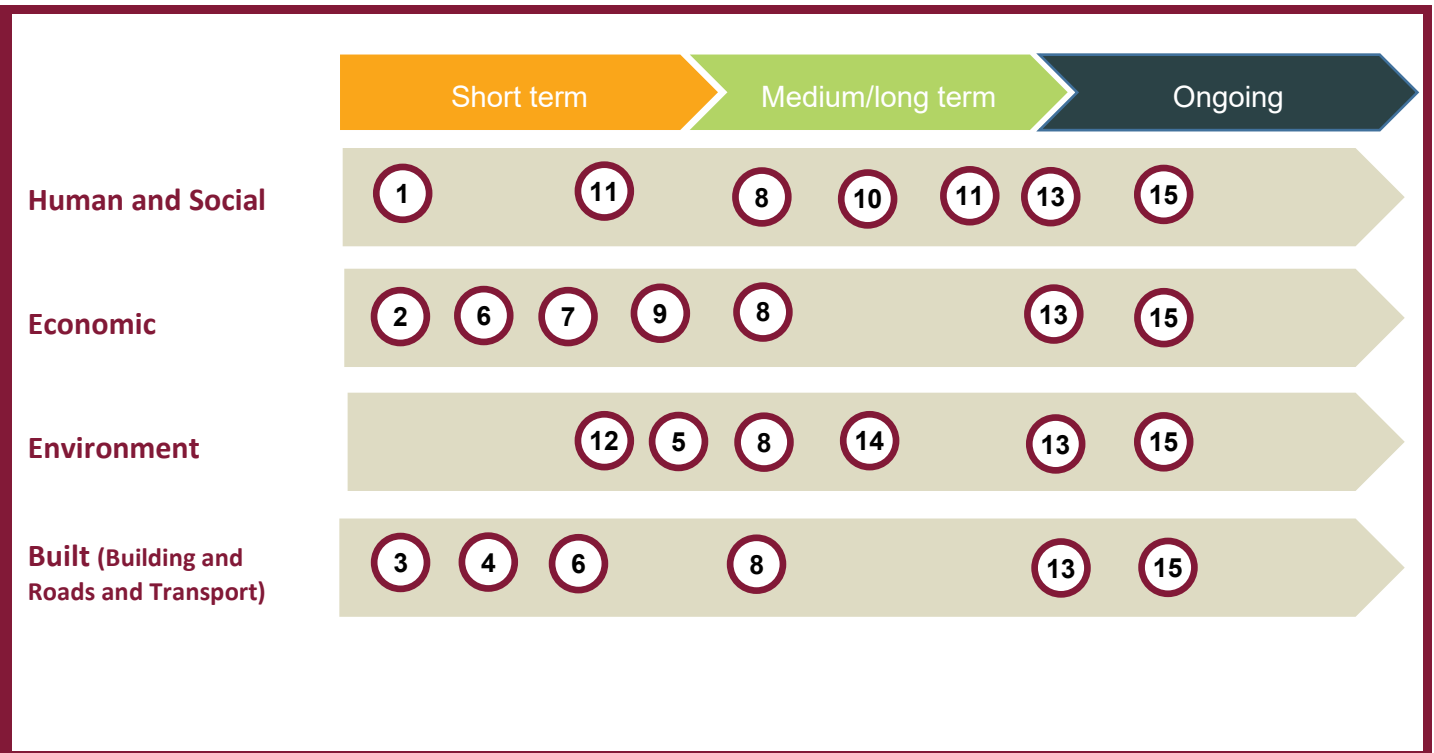 Short term Medium/long term Ongoing
Human and Social 1 11 8 10 11 13 15
Economic 2 6 7 9 8 13 15
Environment 12 5 8 14 13 15
Built (Building and
Roads and Transport) 3 4 6 8 13 15